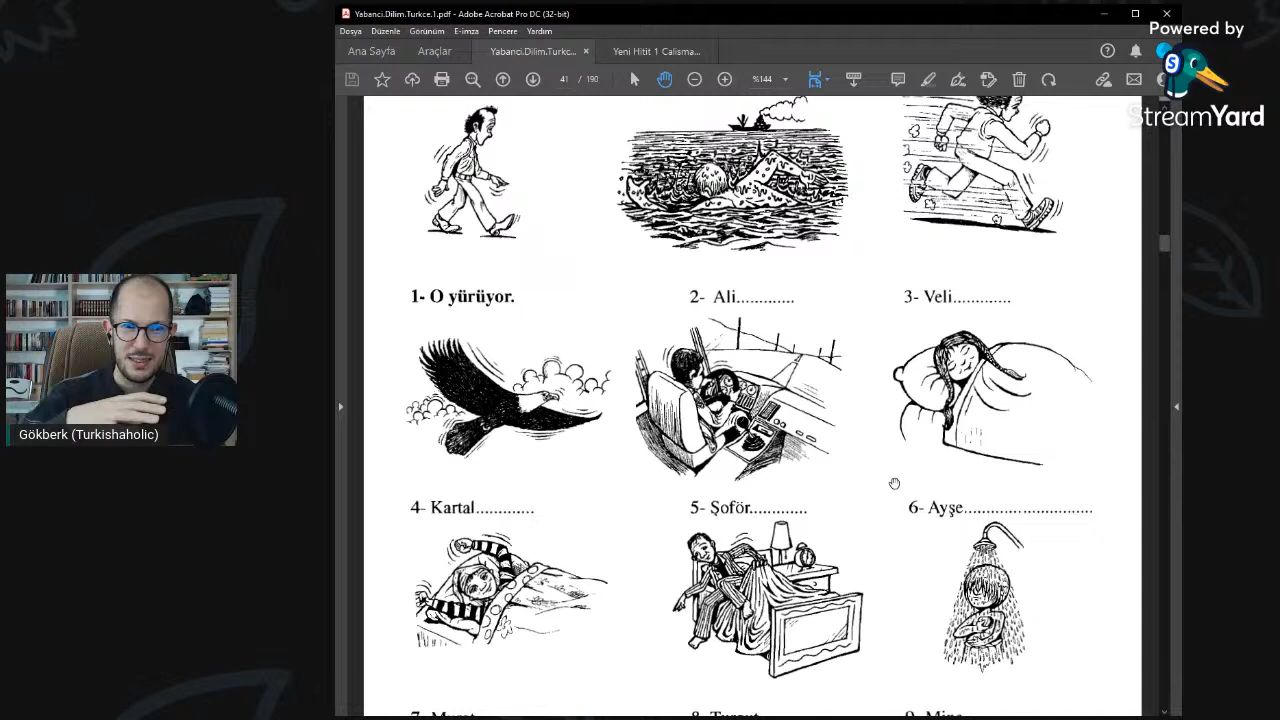 Yabanci.Dilim.Turkce.1.pdf - Adobe Acrobat Pro DC (32-bit)
Dosya Düzenle Görünüm E-imza Pencere Yardım
Ana Sayfa Araçlar Yabanci.Dilim.Turkc... Yeni Hitit 1 Calisma...
41 / 190 %144
Powered by
StreamYard
1- O yürüyor. 2- Ali............. 3- Veli.............
4- Kartal............. 5- Şoför............. 6- Ayşe.............................
Gökberk (Turkishaholic)